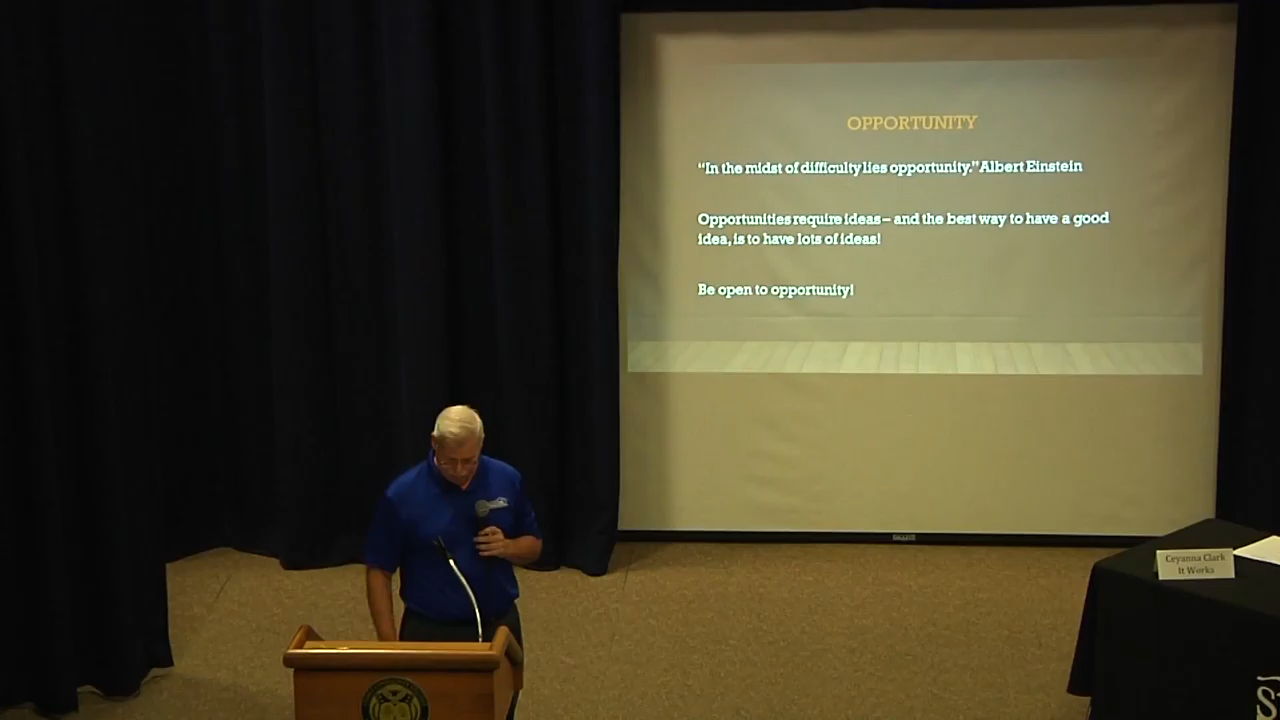 OPPORTUNITY
“In the midst of difficulty lies opportunity.” Albert Einstein
Opportunities require ideas – and the best way to have a good
idea, is to have lots of ideas!
Be open to opportunity!
Ceyanna Clark
It Works